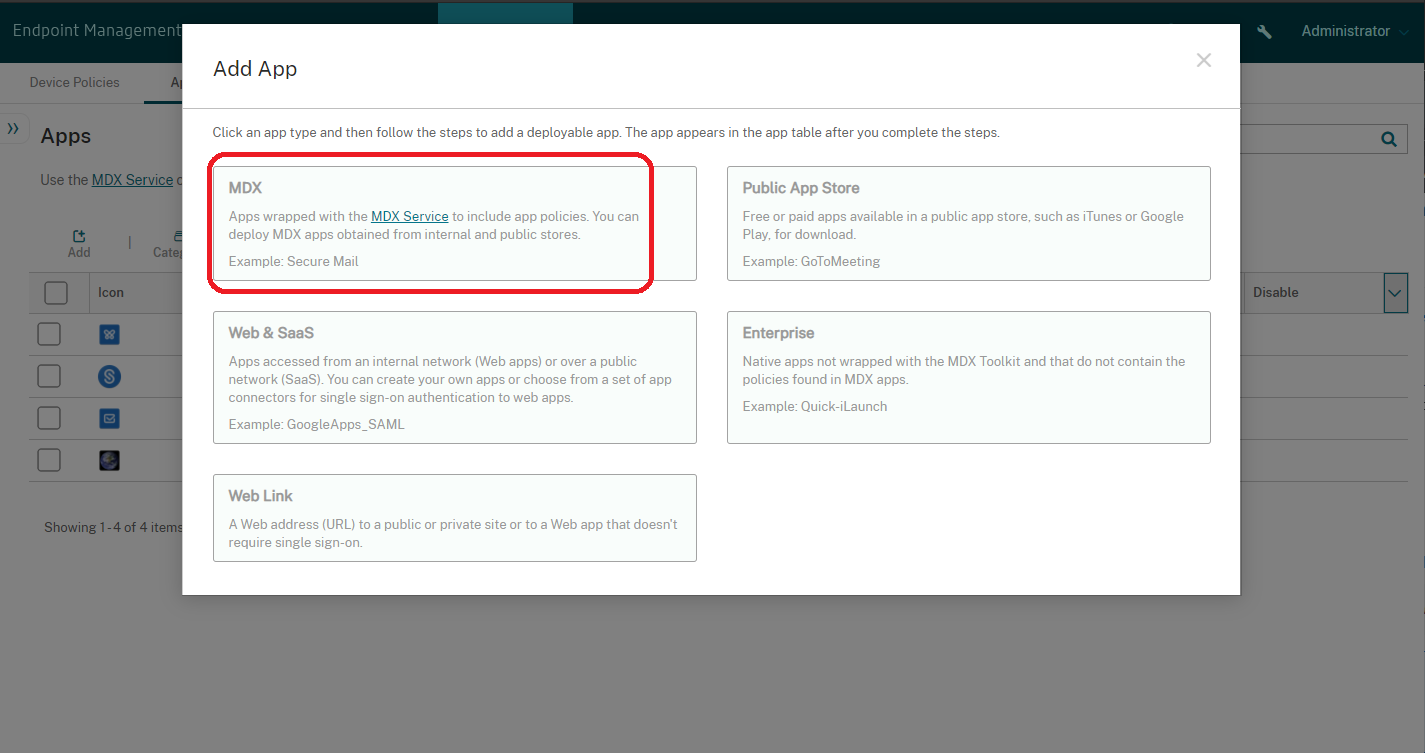 Endpoint Management
Administrator
Device Policies
Add App
Apps
Click an app type and then follow the steps to add a deployable app. The app appears in the app table after you complete the steps.
Use the MDX Service
MDX
Apps wrapped with the MDX Service to include app policies. You can
deploy MDX apps obtained from internal and public stores.
Example: Secure Mail
Public App Store
Free or paid apps available in a public app store, such as iTunes or Google
Play, for download.
Example: GoToMeeting
Add
Icon
Disable
Web & SaaS
Apps accessed from an internal network (Web apps) or over a public
network (SaaS). You can create your own apps or choose from a set of app
connectors for single sign-on authentication to web apps.
Example: GoogleApps_SAML
Enterprise
Native apps not wrapped with the MDX Toolkit and that do not contain the
policies found in MDX apps.
Example: Quick-iLaunch
Web Link
A Web address (URL) to a public or private site or to a Web app that doesn't
require single sign-on.
Showing 1 - 4 of 4 items